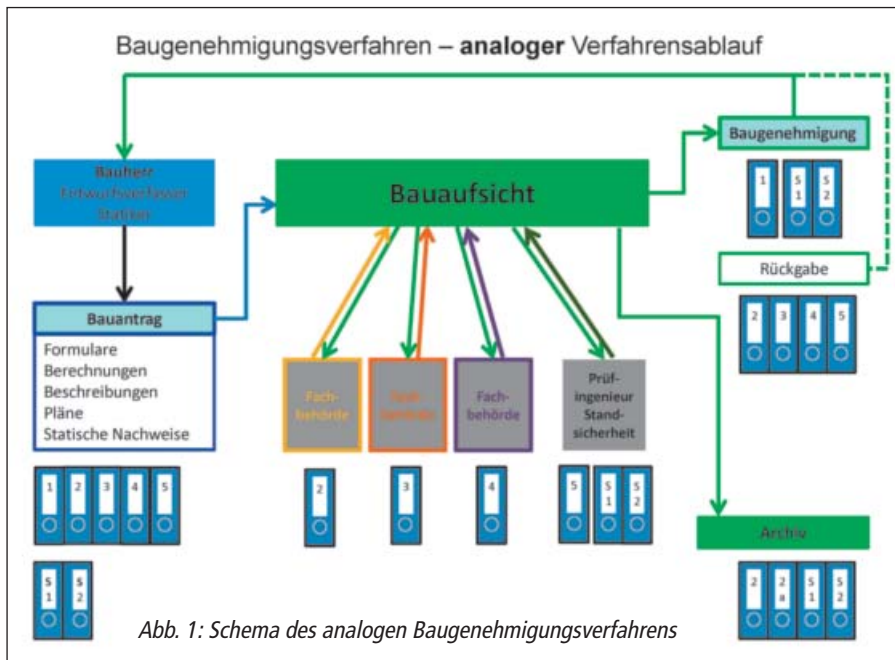 Baugenehmigungsverfahren – analoger Verfahrensablauf
Bauherr
Entwurfsverfasser
Statiker
Bauaufsicht
Baugenehmigung
1
S
1
S
2
Rückgabe
2
3
4
5
Bauantrag
Formulare
Berechnungen
Beschreibungen
Pläne
Statische Nachweise
Fach-
behörde
Fach-
behörde
Fach-
behörde
Prüf-
ingenieur
Stand-
sicherheit
1
2
3
4
5
2
3
4
5
S
1
S
2
S
1
S
2
Archiv
2
2
a
S
1
S
2
Abb. 1: Schema des analogen Baugenehmigungsverfahrens